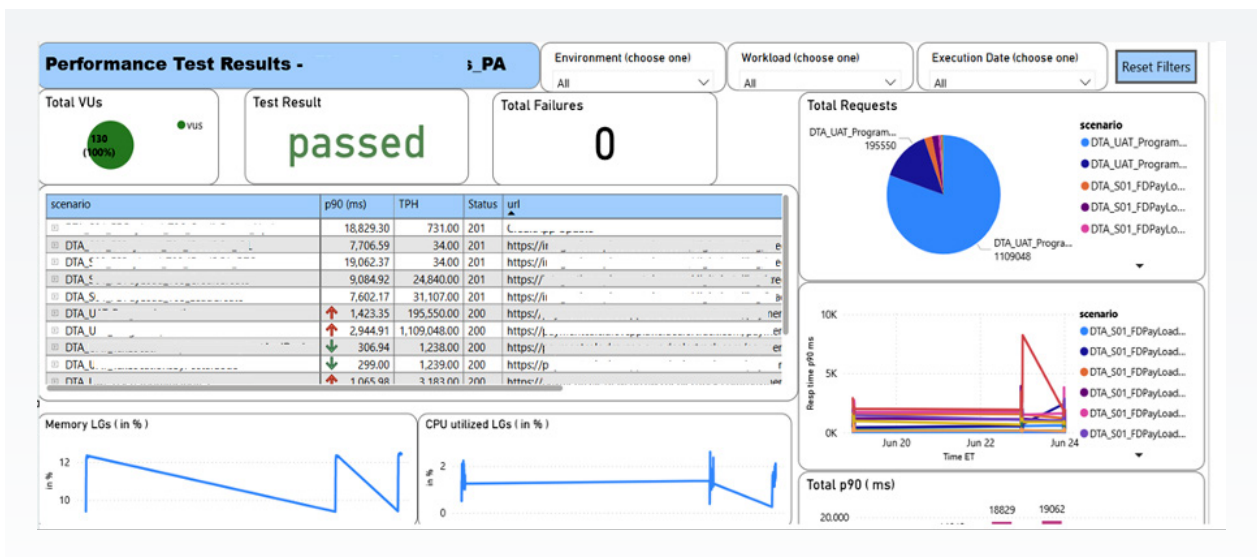 Performance Test Results - s_PA
Environment (choose one)
All
Workload (choose one)
All
Execution Date (choose one)
All
Reset Filters
Total VUs
130
(100%)
vus
Test Result
passed
Total Failures
0
Total Requests
DTA_UAT_Program...
195550
DTA_UAT_Progra...
1109048
scenario
DTA_UAT_Program...
DTA_UAT_Program...
DTA_S01_FDPayLo...
DTA_S01_FDPayLo...
DTA_S01_FDPayLo...
scenario p90 (ms) TPH Status url
18,829.30 731.00 201
DTA_ 7,706.59 34.00 201 https://
DTA_S 19,062.37 34.00 201 https://
DTA_S 9,084.92 24,840.00 201 https://
DTA_S 7,602.17 31,107.00 201 https://
DTA_U 1,423.35 195,550.00 200 https://
DTA_U 2,944.91 1,109,048.00 200 https://
DTA_ 306.94 1,238.00 200 https://
DTA_U 299.00 1,239.00 200 https://p
DTA_ 1,065.98 3,183.00 200 https://
Resp time p90 ms
10K
5K
0K
Jun 20 Jun 22 Jun 24
Time ET
scenario
DTA_S01_FDPayLoad...
DTA_S01_FDPayLoad...
DTA_S01_FDPayLoad...
DTA_S01_FDPayLoad...
DTA_S01_FDPayLoad...
DTA_S01_FDPayLoad...
Memory LGs ( in % )
in %
12
10
CPU utilized LGs ( in % )
in %
2
0
Total p90 ( ms)
20.000
18829 19062